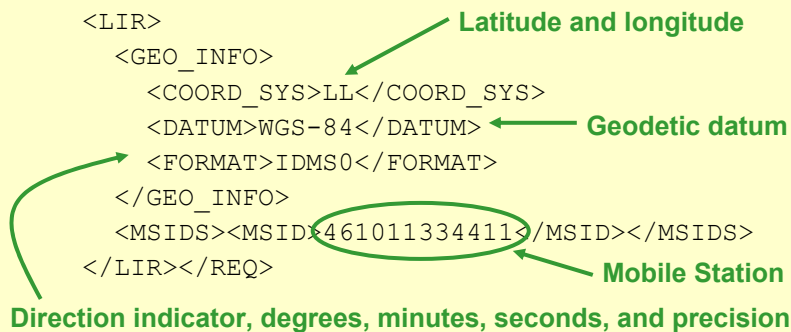 <LIR> Latitude and longitude
<GEO_INFO>
<COORD_SYS>LL</COORD_SYS>
<DATUM>WGS-84</DATUM> Geodetic datum
<FORMAT>IDMS0</FORMAT>
</GEO_INFO>
<MSIDS><MSID>461011334411</MSID></MSIDS>
</LIR></REQ> Mobile Station
Direction indicator, degrees, minutes, seconds, and precision